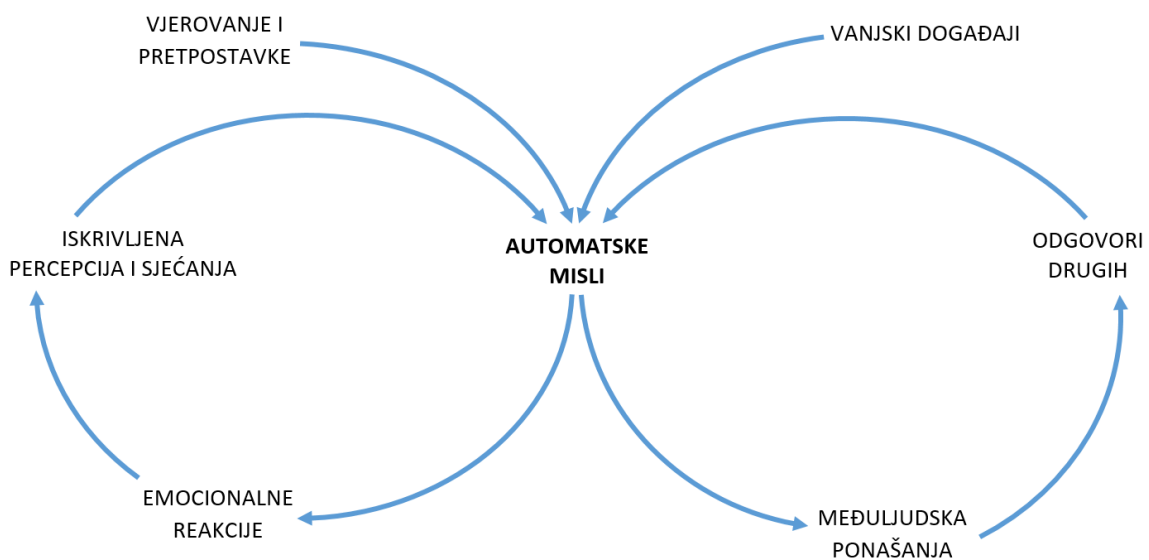 VJEROVANJE I
PRETPOSTAVKE
VANJSKI DOGAĐAJI
ISKRIVLJENA
PERCEPCIJA I SJEĆANJA
AUTOMATSKE
MISLI
ODGOVORI
DRUGIH
EMOCIONALNE
REAKCIJE
MEĐULJUDSKA
PONAŠANJA